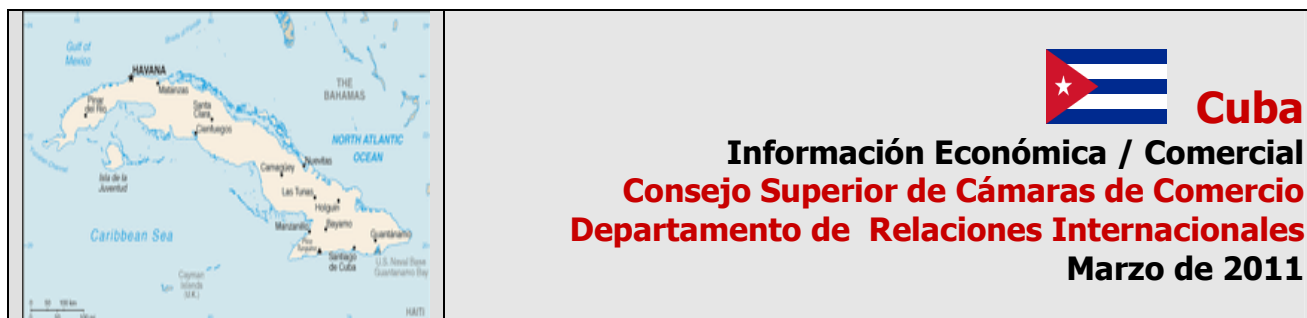 Gulf of
Mexico
HAVANA
Matanzas
THE
BAHAMAS
Pinar
del Río
Santa
Clara
Cienfuegos
NORTH ATLANTIC
OCEAN
Isla de la
Juventud
Camagüey
Nuevitas
Las Tunas
Holguín
Manzanillo
Bayamo
Guantánamo
Caribbean Sea
Santiago
de Cuba
U.S. Naval Base
Guantanamo Bay
Cayman
Islands
(U.K.)
HAITI
Cuba
Información Económica / Comercial
Consejo Superior de Cámaras de Comercio
Departamento de Relaciones Internacionales
Marzo de 2011